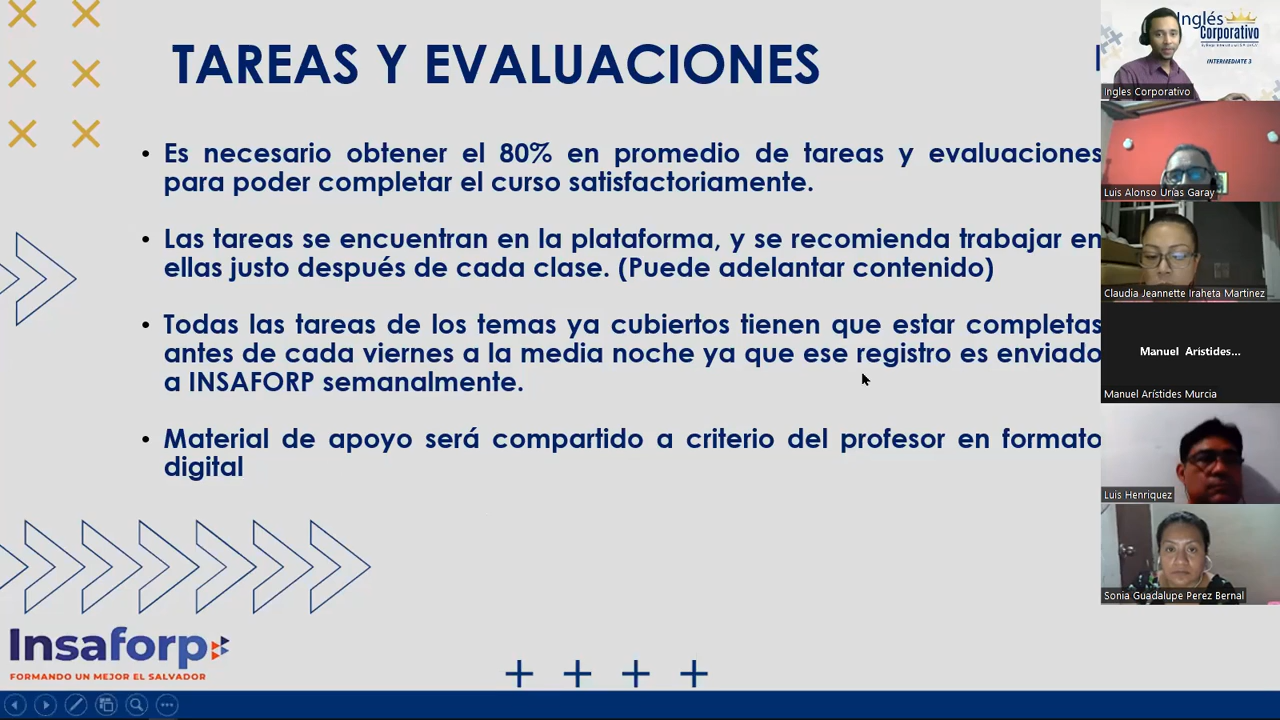 TAREAS Y EVALUACIONES
• Es necesario obtener el 80% en promedio de tareas y evaluaciones
para poder completar el curso satisfactoriamente.
• Las tareas se encuentran en la plataforma, y se recomienda trabajar en
ellas justo después de cada clase. (Puede adelantar contenido)
• Todas las tareas de los temas ya cubiertos tienen que estar completas
antes de cada viernes a la media noche ya que ese registro es enviado
a INSAFORP semanalmente.
• Material de apoyo será compartido a criterio del profesor en formato
digital
Insaforp
FORMANDO UN MEJOR EL SALVADOR
Inglés
Corporativo
INTERMEDIATE 3
Ingles Corporativo
Luis Alonso Urías Garay
Claudia Jeannette Iraheta Martinez
Manuel Aristides...
Manuel Arístides Murcia
Luis Henriquez
Sonia Guadalupe Perez Bernal